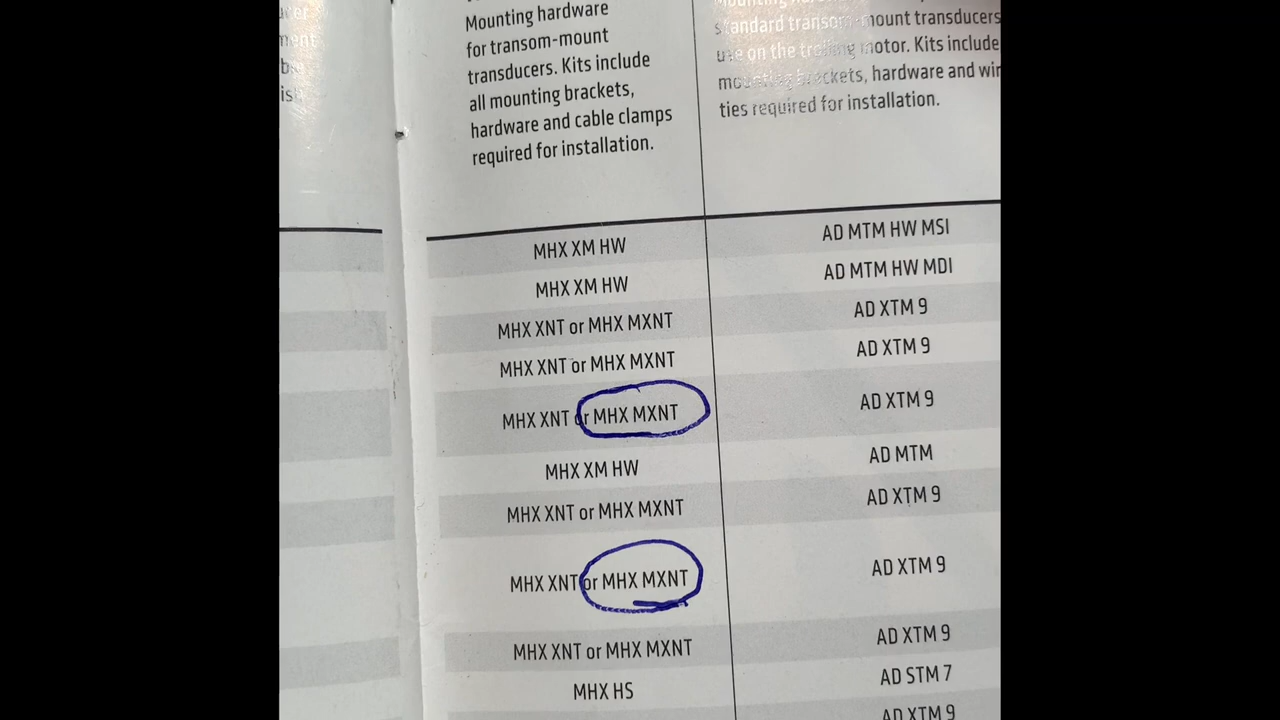 Mounting hardware
for transom-mount
transducers. Kits include
all mounting brackets,
hardware and cable clamps
required for installation.
standard transom-mount transducers
use on the trolling motor. Kits include
mounting brackets, hardware and
ties required for installation.
MHX XM HW AD MTM HW MSI
MHX XM HW AD MTM HW MDI
MHX XNT or MHX MXNT AD XTM 9
MHX XNT or MHX MXNT AD XTM 9
MHX XNT or MHX MXNT AD XTM 9
MHX XM HW AD MTM
MHX XNT or MHX MXNT AD XTM 9
MHX XNT or MHX MXNT AD XTM 9
MHX XNT or MHX MXNT AD XTM 9
MHX HS AD STM 7
AD XTM 9